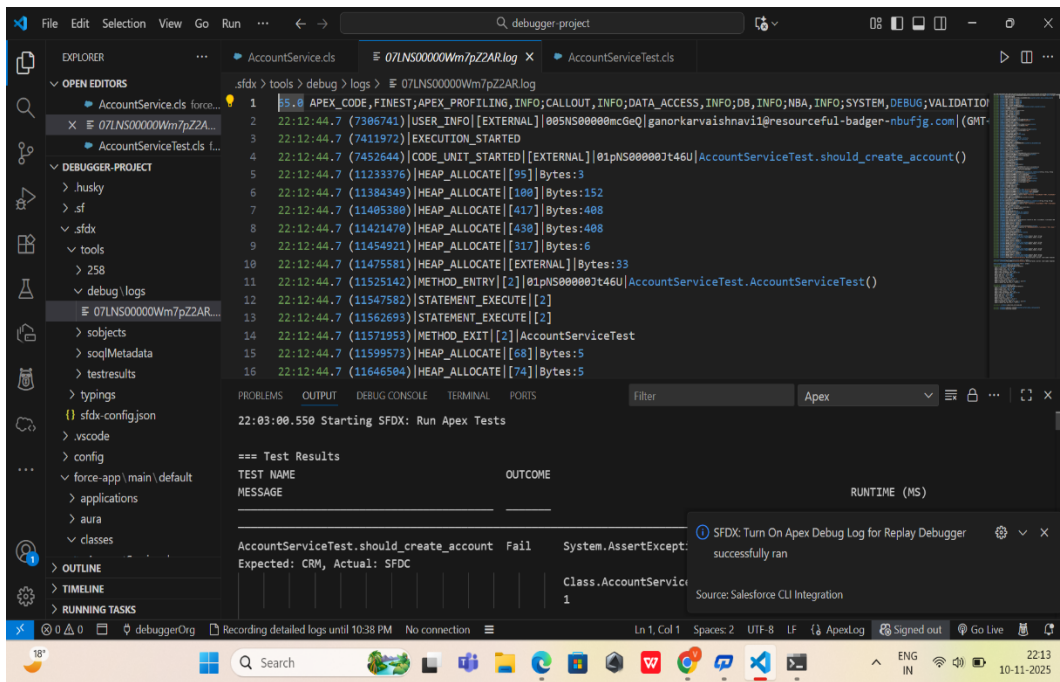 File Edit Selection View Go Run ··· debugger-project
EXPLORER ···
OPEN EDITORS
AccountService.cls force...
07LNS00000Wm7pZ2A...
AccountServiceTest.cls f...
DEBUGGER-PROJECT
.husky
.sf
.sfdx
tools
258
debug\logs
07LNS00000Wm7pZ2AR....
sobjects
soqlMetadata
testresults
typings
{} sfdx-config.json
.vscode
config
force-app\main\default
applications
aura
classes
OUTLINE
TIMELINE
RUNNING TASKS
AccountService.cls 07LNS00000Wm7pZ2AR.log AccountServiceTest.cls
.sfdx > tools > debug > logs > 07LNS00000Wm7pZ2AR.log
1 65.0 APEX_CODE,FINEST;APEX_PROFILING,INFO;CALLOUT,INFO;DATA_ACCESS,INFO;DB,INFO;NBA,INFO;SYSTEM,DEBUG;VALIDATION
2 22:12:44.7 (7306741)|USER_INFO|[EXTERNAL]|005NS00000mcGeQ|ganorkarvaishnavi1@resourceful-badger-nbufjg.com|(GMT-
3 22:12:44.7 (7411972)|EXECUTION_STARTED
4 22:12:44.7 (7452644)|CODE_UNIT_STARTED|[EXTERNAL]|01pNS00000Jt46U|AccountServiceTest.should_create_account()
5 22:12:44.7 (11233376)|HEAP_ALLOCATE|[95]|Bytes:3
6 22:12:44.7 (11384349)|HEAP_ALLOCATE|[100]|Bytes:152
7 22:12:44.7 (11405380)|HEAP_ALLOCATE|[417]|Bytes:408
8 22:12:44.7 (11421470)|HEAP_ALLOCATE|[430]|Bytes:408
9 22:12:44.7 (11454921)|HEAP_ALLOCATE|[317]|Bytes:6
10 22:12:44.7 (11475581)|HEAP_ALLOCATE|[EXTERNAL]|Bytes:33
11 22:12:44.7 (11525142)|METHOD_ENTRY|[2]|01pNS00000Jt46U|AccountServiceTest.AccountServiceTest()
12 22:12:44.7 (11547582)|STATEMENT_EXECUTE|[2]
13 22:12:44.7 (11562693)|STATEMENT_EXECUTE|[2]
14 22:12:44.7 (11571953)|METHOD_EXIT|[2]|AccountServiceTest
15 22:12:44.7 (11599573)|HEAP_ALLOCATE|[68]|Bytes:5
16 22:12:44.7 (11646504)|HEAP_ALLOCATE|[74]|Bytes:5
PROBLEMS OUTPUT DEBUG CONSOLE TERMINAL PORTS Filter Apex
22:03:00.550 Starting SFDX: Run Apex Tests
=== Test Results
TEST NAME OUTCOME
MESSAGE RUNTIME (MS)
AccountServiceTest.should_create_account Fail System.AssertExcepti
Expected: CRM, Actual: SFDC
Class.AccountService
1
SFDX: Turn On Apex Debug Log for Replay Debugger
successfully ran
Source: Salesforce CLI Integration
0 0 debuggerOrg Recording detailed logs until 10:38 PM No connection Ln 1, Col 1 Spaces: 2 UTF-8 LF ApexLog Signed out Go Live
18° Search ENG 22:13
IN 10-11-2025